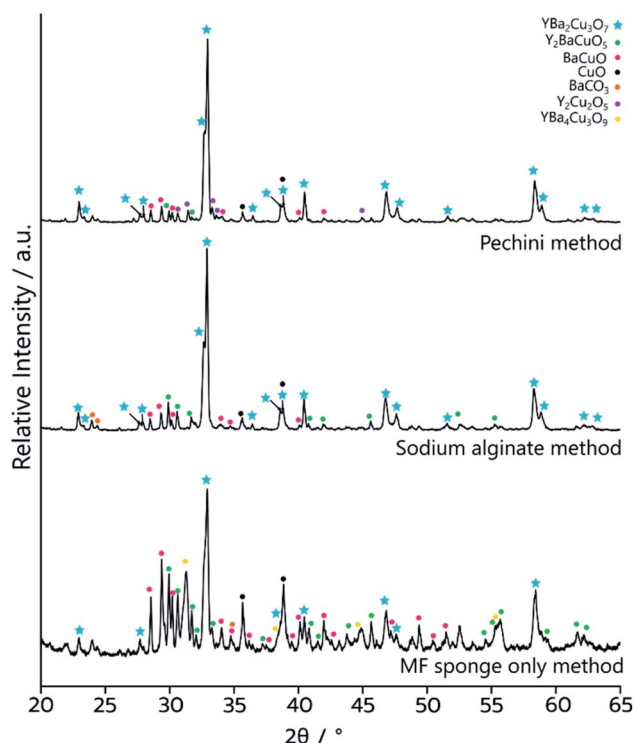 YBa₂Cu₃O₇
Y₂BaCuO₅
BaCuO
CuO
BaCO₃
Y₂Cu₂O₅
YBa₄Cu₃O₉
Pechini method
Sodium alginate method
MF sponge only method
Relative Intensity / a.u.
20 25 30 35 40 45 50 55 60 65
2θ / °